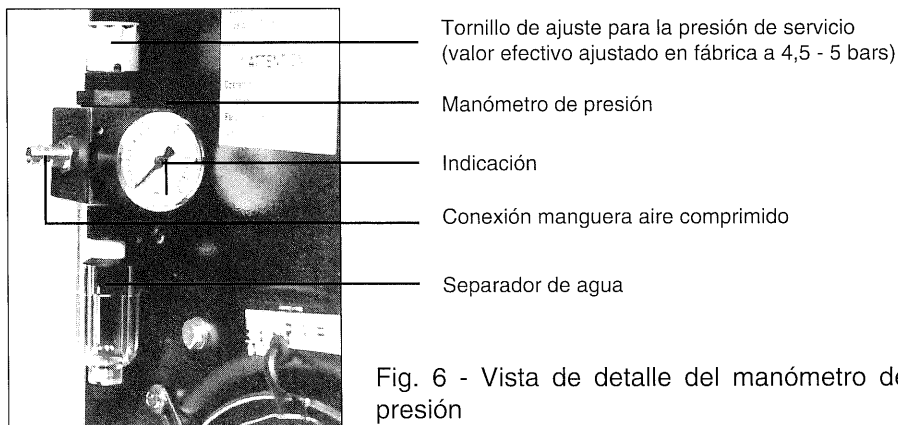 Tornillo de ajuste para la presión de servicio
(valor efectivo ajustado en fábrica a 4,5 - 5 bars)
ATTENTION
Manómetro de presión
Indicación
Conexión manguera aire comprimido
Separador de agua
Fig. 6 - Vista de detalle del manómetro de
presión